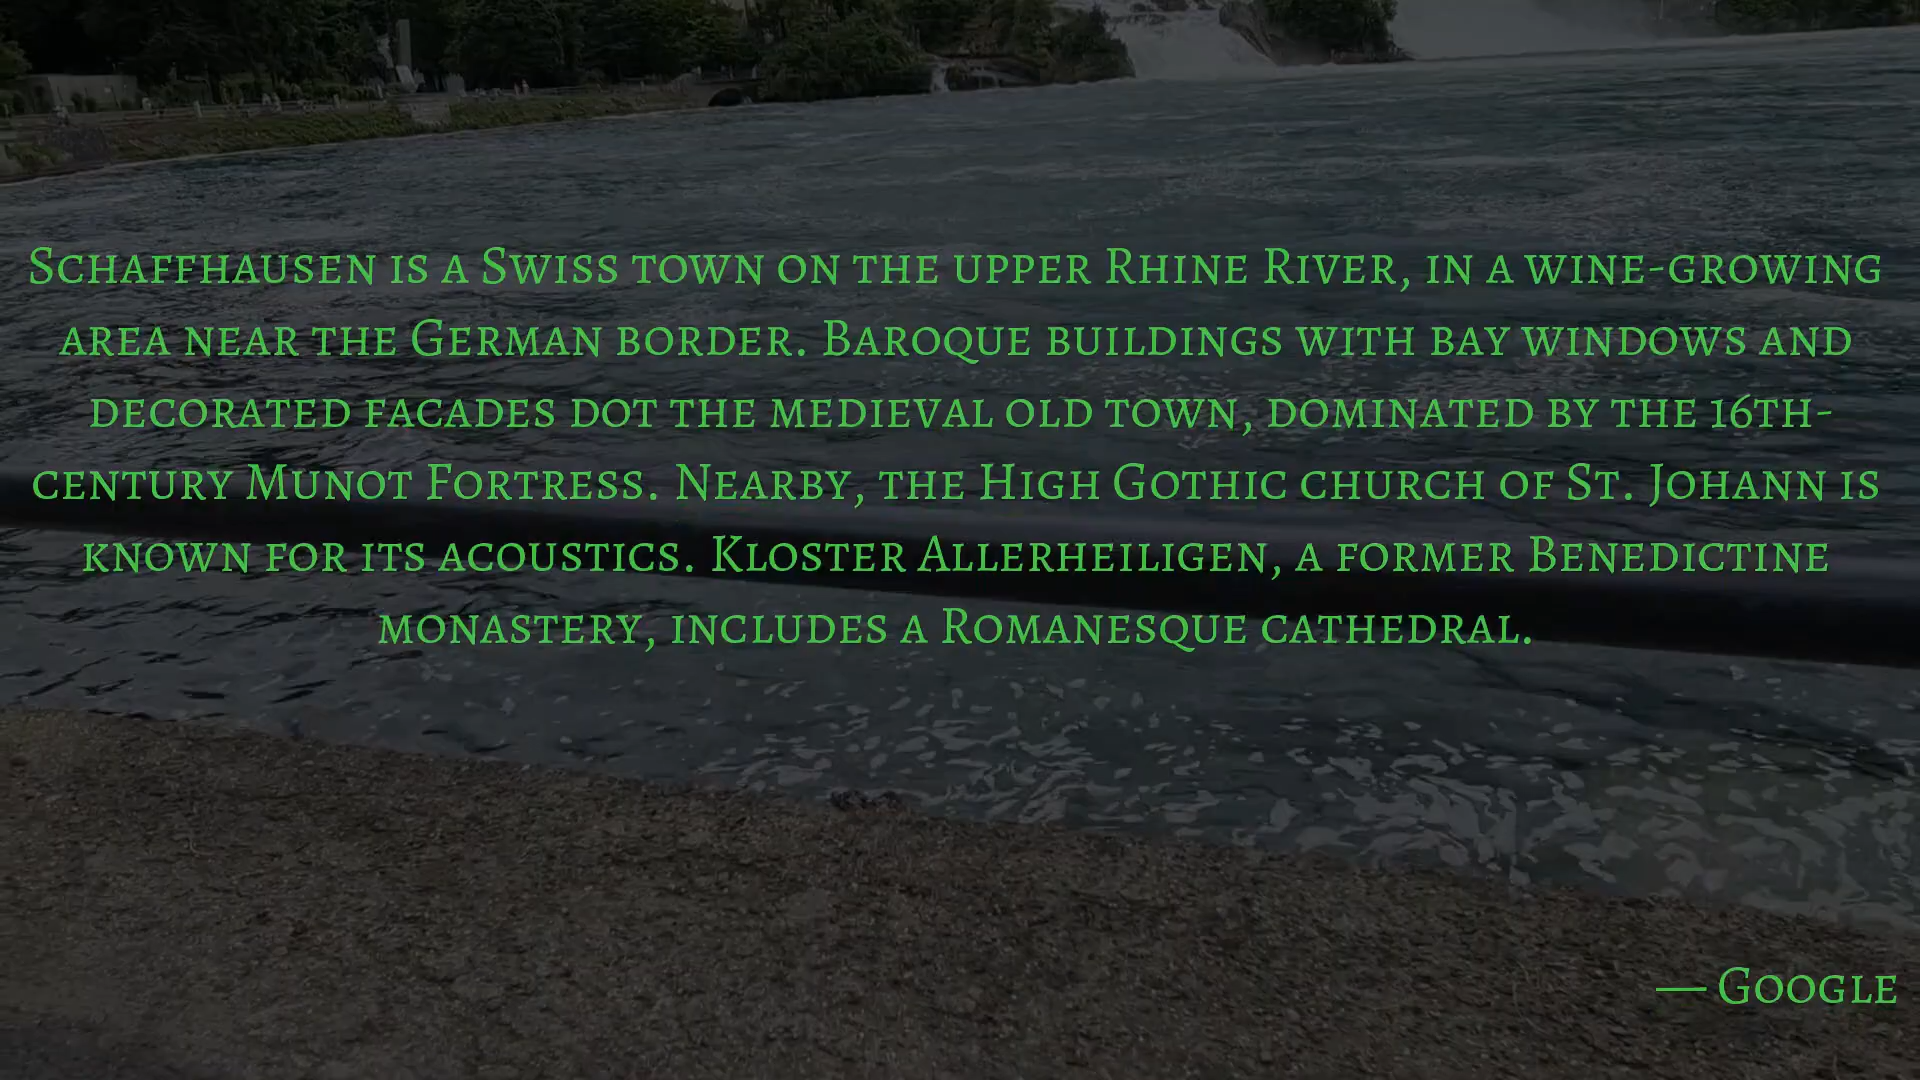 Schaffhausen is a Swiss town on the upper Rhine River, in a wine-growing
area near the German border. Baroque buildings with bay windows and
decorated facades dot the medieval old town, dominated by the 16th-
century Munot Fortress. Nearby, the High Gothic church of St. Johann is
known for its acoustics. Kloster Allerheiligen, a former Benedictine
monastery, includes a Romanesque cathedral.
— Google